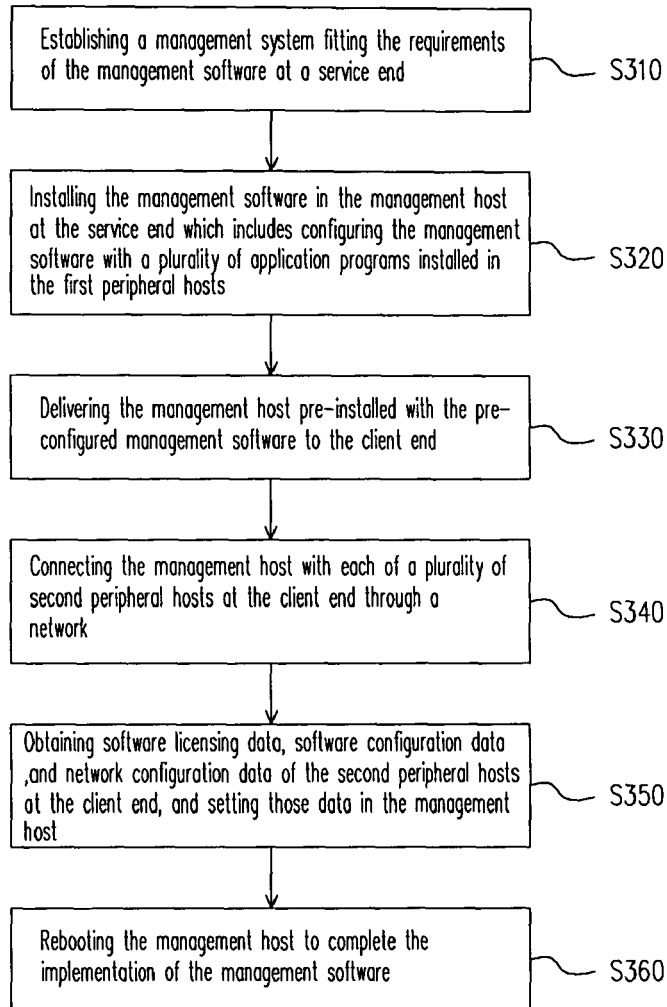 Establishing a management system fitting the requirements
of the management software at a service end
S310
Installing the management software in the management host
at the service end which includes configuring the management
software with a plurality of application programs installed in
the first peripheral hosts
S320
Delivering the management host pre-installed with the pre-
configured management software to the client end
S330
Connecting the management host with each of a plurality of
second peripheral hosts at the client end through a
network
S340
Obtaining software licensing data, software configuration data
,and network configuration data of the second peripheral hosts
at the client end, and setting those data in the management
host
S350
Rebooting the management host to complete the
implementation of the management software
S360